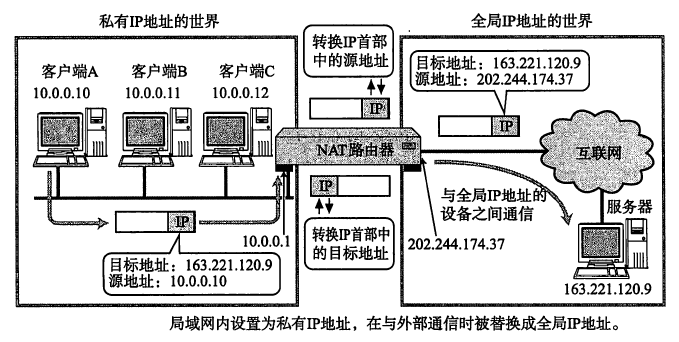 私有IP地址的世界
全局IP地址的世界
转换IP首部
中的源地址
目标地址：163.221.120.9
源地址：202.244.174.37
客户端A
10.0.0.10
客户端B
10.0.0.11
客户端C
10.0.0.12
IP
IP
NAT路由器
互联网
IP
与全局IP地址的
设备之间通信
服务器
IP
10.0.0.1
转换IP首部中
的目标地址
202.244.174.37
目标地址：163.221.120.9
源地址：10.0.0.10
163.221.120.9
局域网内设置为私有IP地址，在与外部通信时被替换成全局IP地址。